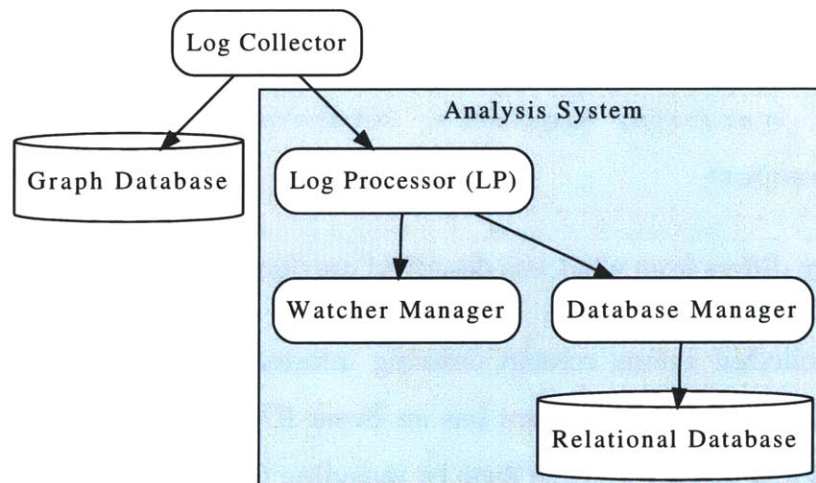 Log Collector
Analysis System
Graph Database
Log Processor (LP)
Watcher Manager
Database Manager
Relational Database